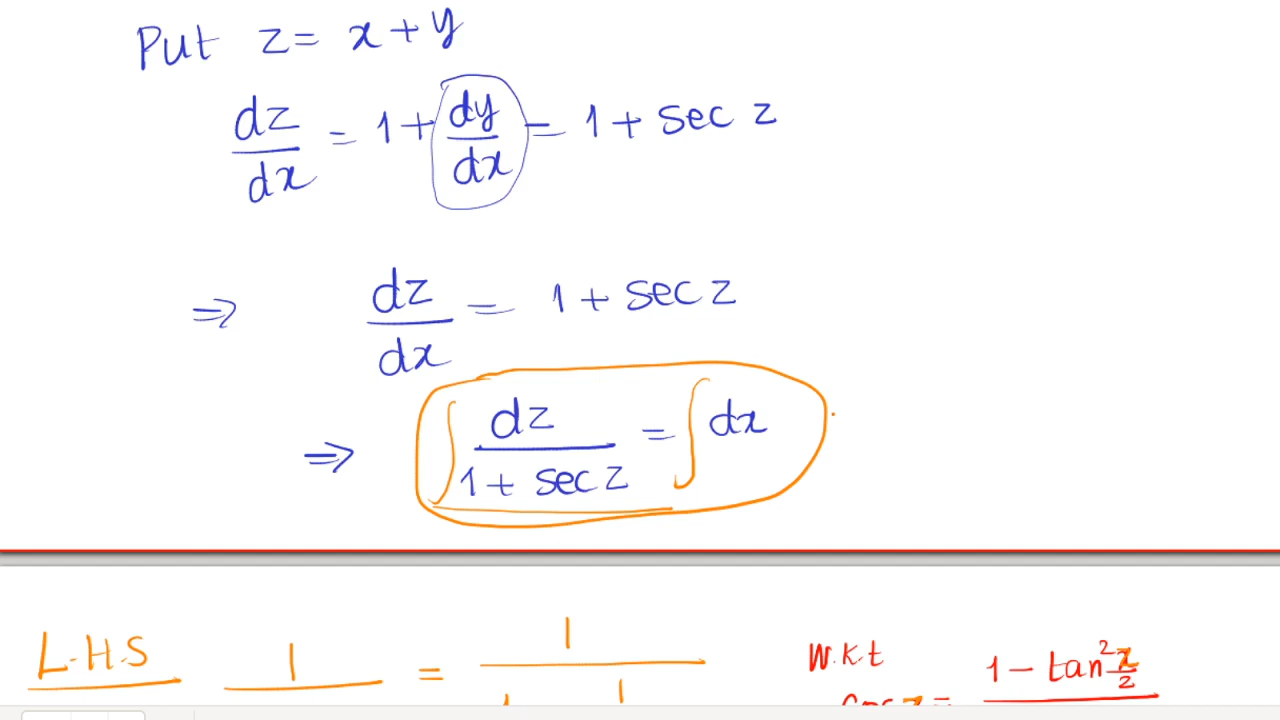 Put z = x + y
dz/dx = 1 + dy/dx = 1 + sec z
⇒ dz/dx = 1 + sec z
⇒ ∫ dz/(1 + sec z) = ∫ dx
L.H.S 1 = 1
W.K.t
1 - tan² z/2
cos z =